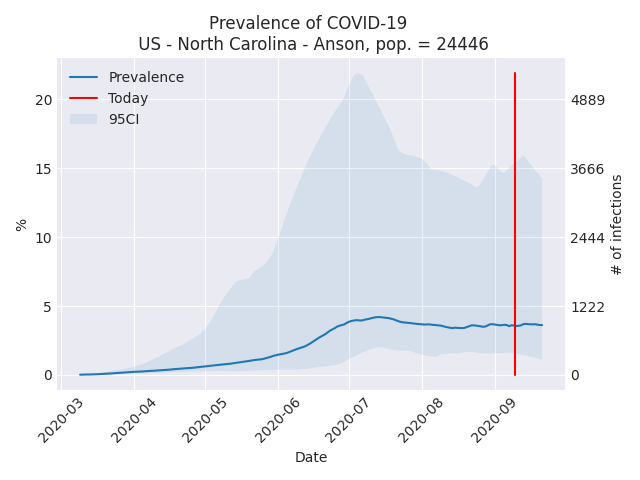 Prevalence of COVID-19
US - North Carolina - Anson, pop. = 24446
Prevalence
Today
95CI
20
15
10
5
0
%
4889
3666
2444
1222
0
# of infections
2020-03
2020-04
2020-05
2020-06
2020-07
2020-08
2020-09
Date